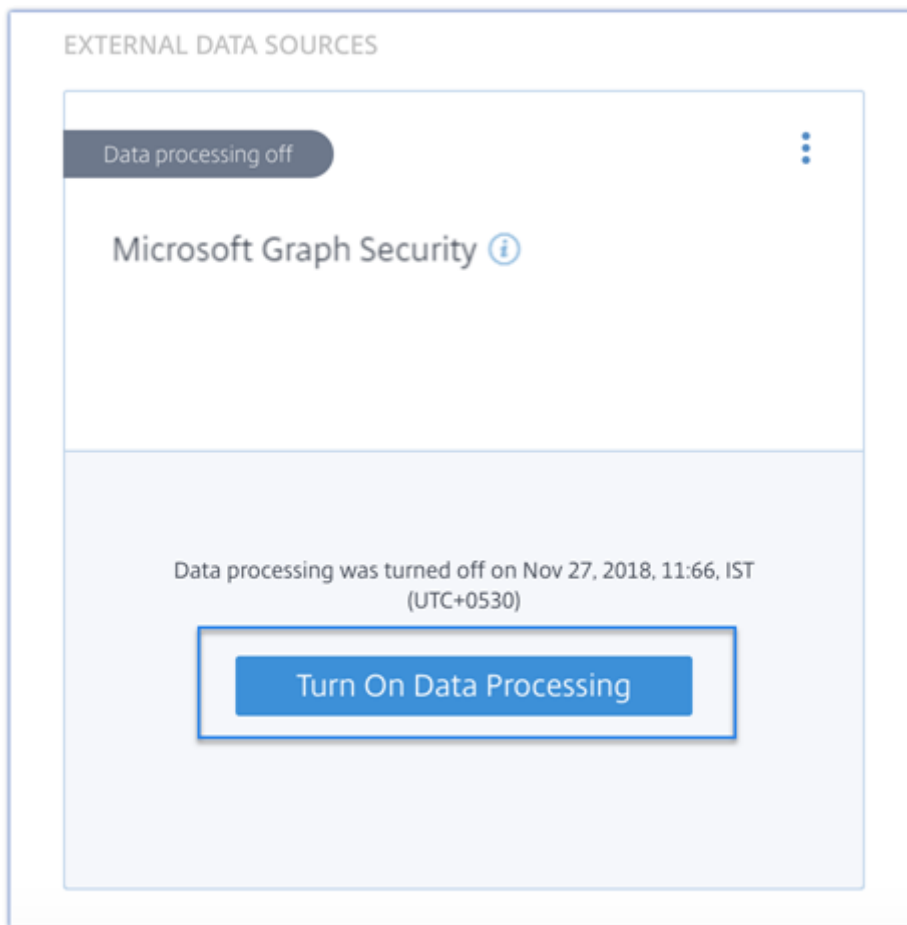 EXTERNAL DATA SOURCES
Data processing off
Microsoft Graph Security i
Data processing was turned off on Nov 27, 2018, 11:66, IST
(UTC+0530)
Turn On Data Processing